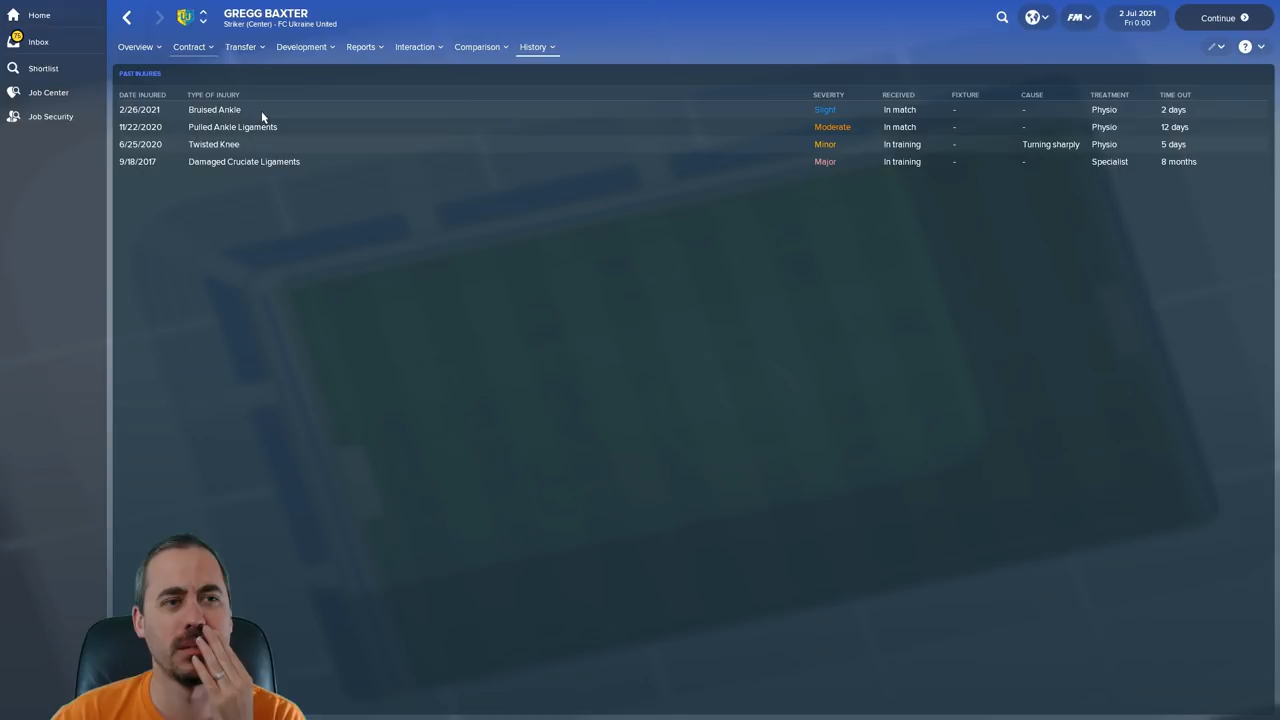 Home
Inbox
75
Shortlist
Job Center
Job Security
GREGG BAXTER
Striker (Center) - FC Ukraine United
FM
2 Jul 2021
Fri 0:00
Continue
Overview Contract Transfer Development Reports Interaction Comparison History
?
PAST INJURIES
DATE INJURED TYPE OF INJURY SEVERITY RECEIVED FIXTURE CAUSE TREATMENT TIME OUT
2/26/2021 Bruised Ankle Slight In match - - Physio 2 days
11/22/2020 Pulled Ankle Ligaments Moderate In match - - Physio 12 days
6/25/2020 Twisted Knee Minor In training - Turning sharply Physio 5 days
9/18/2017 Damaged Cruciate Ligaments Major In training - - Specialist 8 months